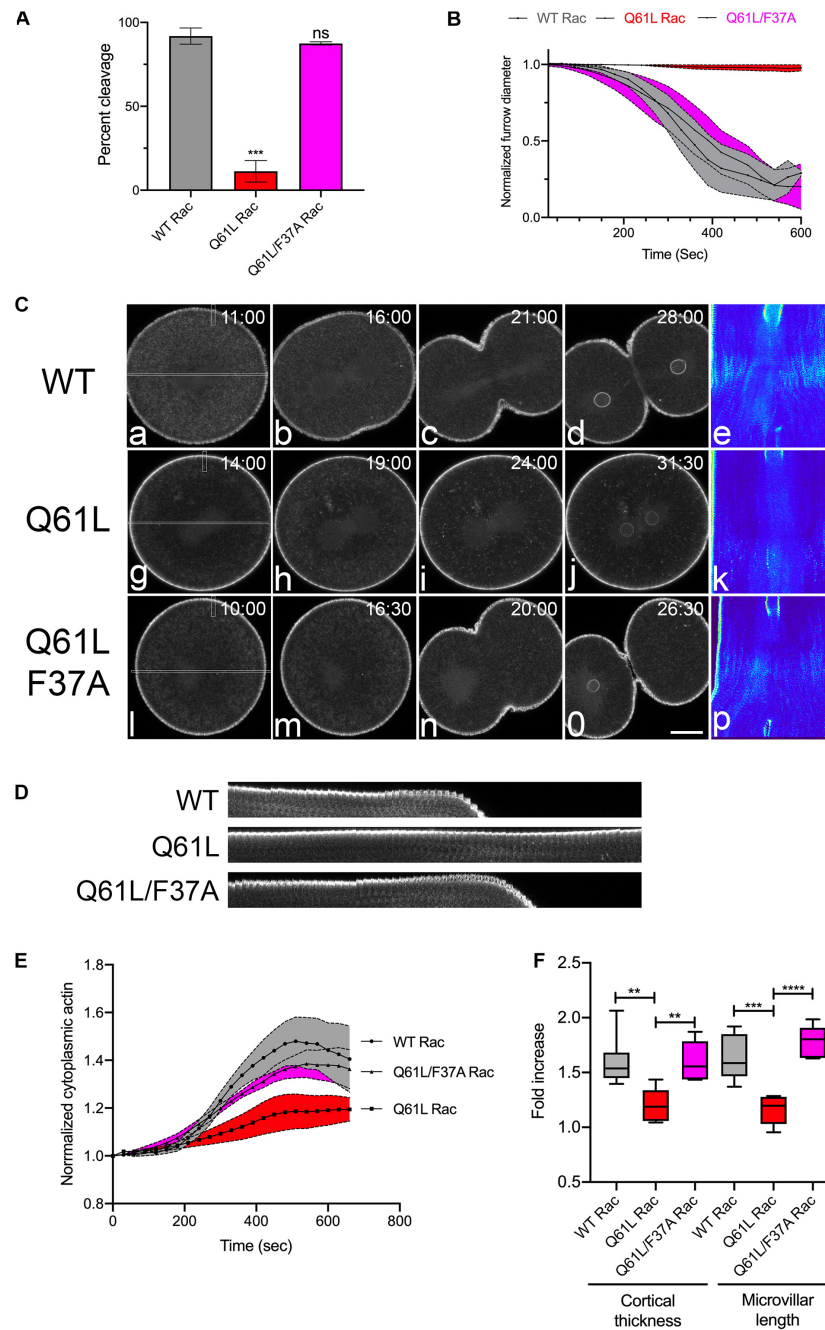 A
Percent cleavage
100
50
0
ns
***
WT Rac
Q61L Rac
Q61L/F37A Rac
B
WT Rac Q61L Rac Q61L/F37A
Normalized furrow diameter
1.0
0.5
0.0
200 400 600
Time (Sec)
C
WT
11:00 16:00 21:00 28:00
a b c d e
Q61L
14:00 19:00 24:00 31:30
g h i j k
Q61L
F37A
10:00 16:30 20:00 26:30
l m n 0 p
D
WT
Q61L
Q61L/F37A
E
Norrmalized cytoplasmic actin
1.8
1.6
1.4
1.2
1.0
0.8
0 200 400 600 800
Time (sec)
WT Rac
Q61L/F37A Rac
Q61L Rac
F
Fold increase
2.5
2.0
1.5
1.0
0.5
** ** *** ****
WT Rac
Q61L Rac
Q61L/F37A Rac
WT Rac
Q61L Rac
Q61L/F37A Rac
Cortical
thickness
Microvillar
length